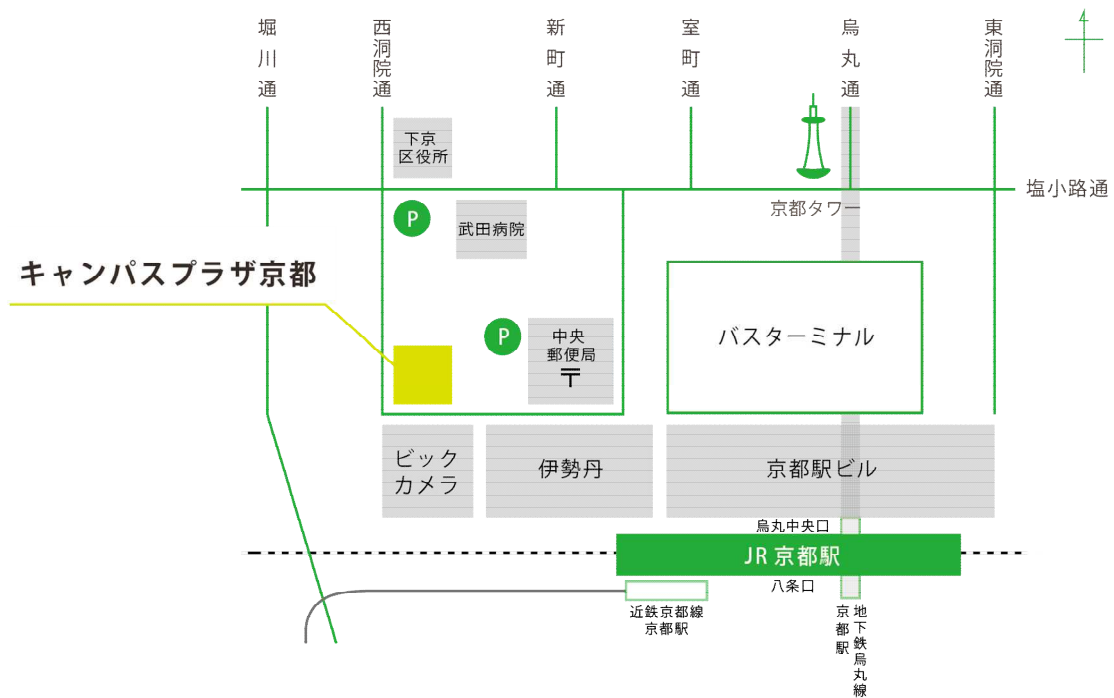 堀川通
西洞院通
新町通
室町通
烏丸通
東洞院通
下京
区役所
塩小路通
P
武田病院
京都タワー
キャンパスプラザ京都
P
中央
郵便局
〒
バスターミナル
ビック
カメラ
伊勢丹
京都駅ビル
烏丸中央口
JR 京都駅
八条口
近鉄京都線
京都駅
地下鉄烏丸線
京都駅